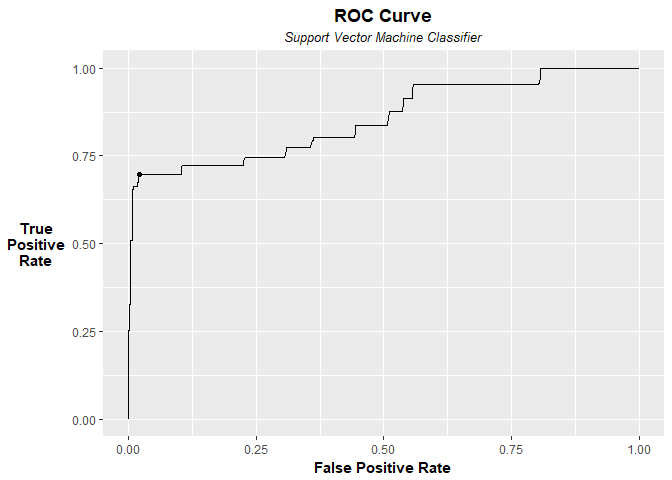 ROC Curve
Support Vector Machine Classifier
True
Positive
Rate
1.00
0.75
0.50
0.25
0.00
0.00 0.25 0.50 0.75 1.00
False Positive Rate